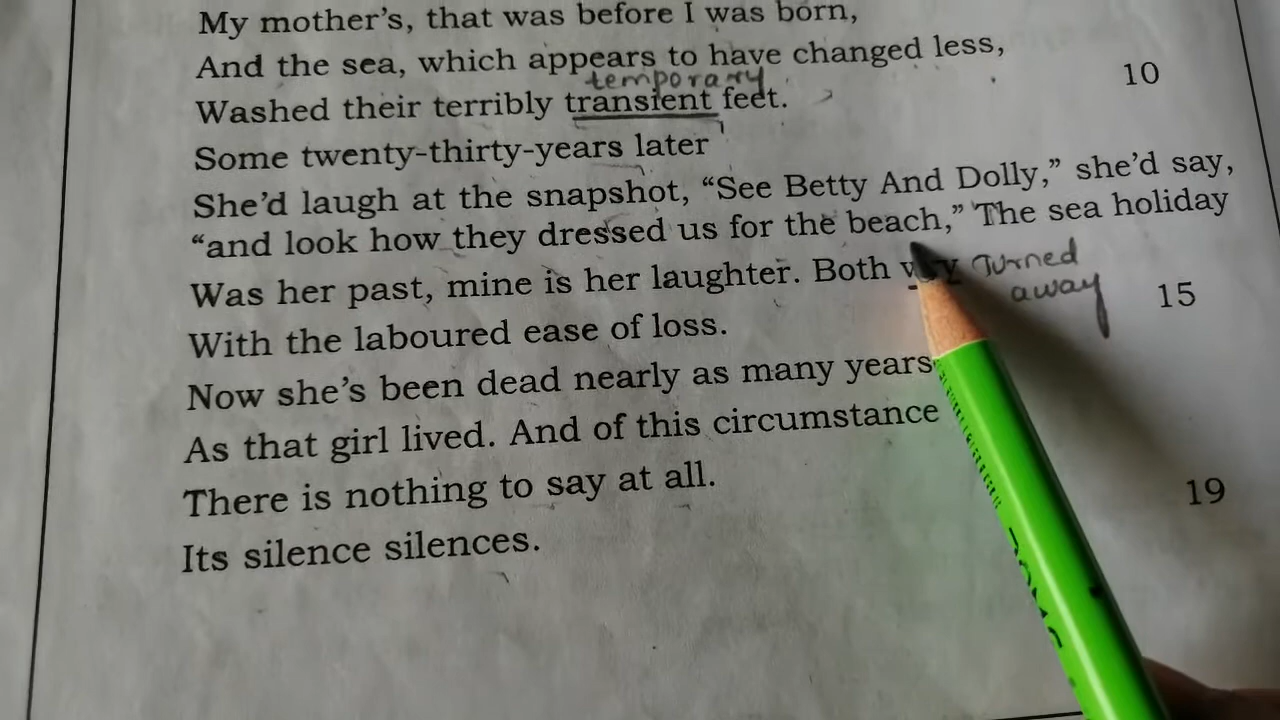 My mother's, that was before I was born,
And the sea, which appears to have changed less,
temporary
Washed their terribly transient feet. 10
Some twenty-thirty-years later
She'd laugh at the snapshot, “See Betty And Dolly,” she'd say,
“and look how they dressed us for the beach,” The sea holiday
Was her past, mine is her laughter. Both wry turned
away 15
With the laboured ease of loss.
Now she's been dead nearly as many years
As that girl lived. And of this circumstance
There is nothing to say at all.
19
Its silence silences.